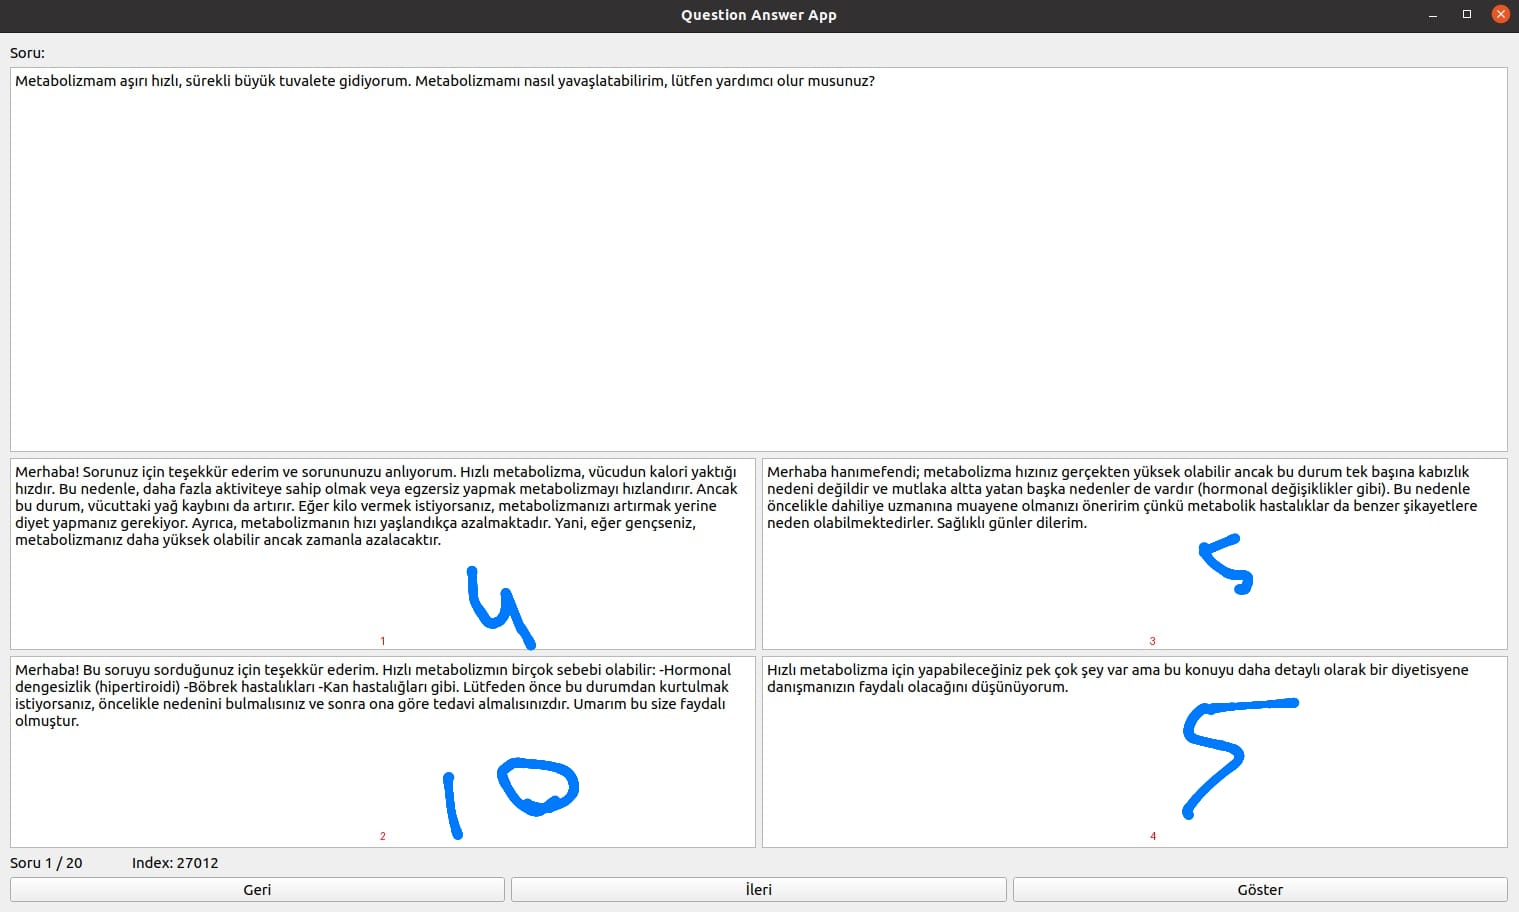 Question Answer App
Soru:
Metabolizmam aşırı hızlı, sürekli büyük tuvalete gidiyorum. Metabolizmamı nasıl yavaşlatabilirim, lütfen yardımcı olur musunuz?
Merhaba! Sorunuz için teşekkür ederim ve sorununuzu anlıyorum. Hızlı metabolizma, vücudun kalori yaktığı
hızdır. Bu nedenle, daha fazla aktiviteye sahip olmak veya egzersiz yapmak metabolizmayı hızlandırır. Ancak
bu durum, vücuttaki yağ kaybını da artırır. Eğer kilo vermek istiyorsanız, metabolizmanızı artırmak yerine
diyet yapmanız gerekiyor. Ayrıca, metabolizmanın hızı yaşlandıkça azalmaktadır. Yani, eğer gençseniz,
metabolizmanız daha yüksek olabilir ancak zamanla azalacaktır.
4
1
Merhaba hanımefendi; metabolizma hızınız gerçekten yüksek olabilir ancak bu durum tek başına kabızlık
nedeni değildir ve mutlaka altta yatan başka nedenler de vardır (hormonal değişiklikler gibi). Bu nedenle
öncelikle dahiliye uzmanına muayene olmanızı öneririm çünkü metabolik hastalıklar da benzer şikayetlere
neden olabilmektedirler. Sağlıklı günler dilerim.
5
3
Merhaba! Bu soruyu sorduğunuz için teşekkür ederim. Hızlı metabolizmın birçok sebebi olabilir: -Hormonal
dengesizlik (hipertiroidi) -Böbrek hastalıkları -Kan hastalığları gibi. Lütfeden önce bu durumdan kurtulmak
istiyorsanız, öncelikle nedenini bulmalısınız ve sonra ona göre tedavi almalısınızdır. Umarım bu size faydalı
olmuştur.
10
2
Hızlı metabolizma için yapabileceğiniz pek çok şey var ama bu konuyu daha detaylı olarak bir diyetisyene
danışmanızın faydalı olacağını düşünüyorum.
5
4
Soru 1 / 20 Index: 27012
Geri İleri Göster